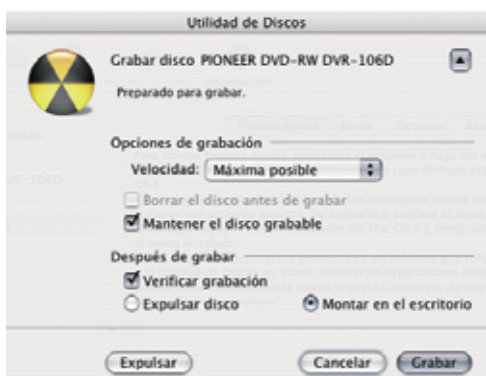 Utilidad de Discos
Grabar disco PIONEER DVD-RW DVR-106D
Preparado para grabar.
Opciones de grabación
Velocidad: Máxima posible
Borrar el disco antes de grabar
Mantener el disco grabable
Después de grabar
Verificar grabación
Expulsar disco Montar en el escritorio
Expulsar Cancelar Grabar